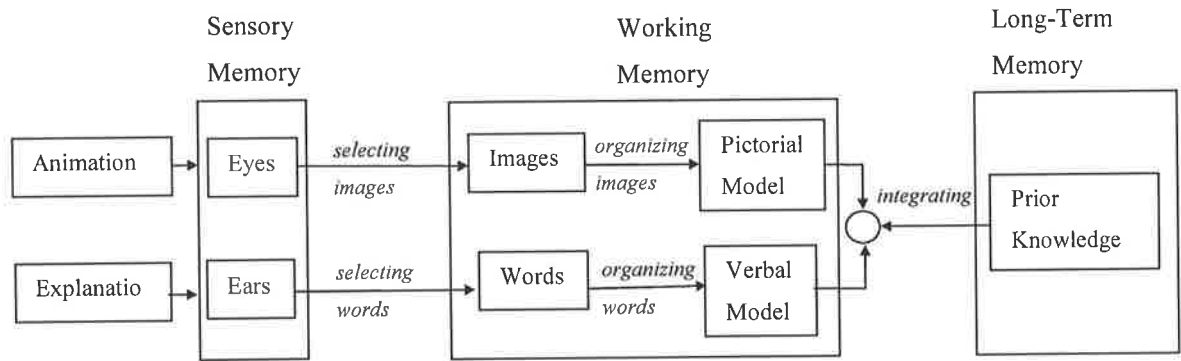 Sensory
Memory
Working
Memory
Long-Term
Memory
Animation
Eyes
selecting
images
Images
organizing
images
Pictorial
Model
integrating
Prior
Knowledge
Explanatio
Ears
selecting
words
Words
organizing
words
Verbal
Model